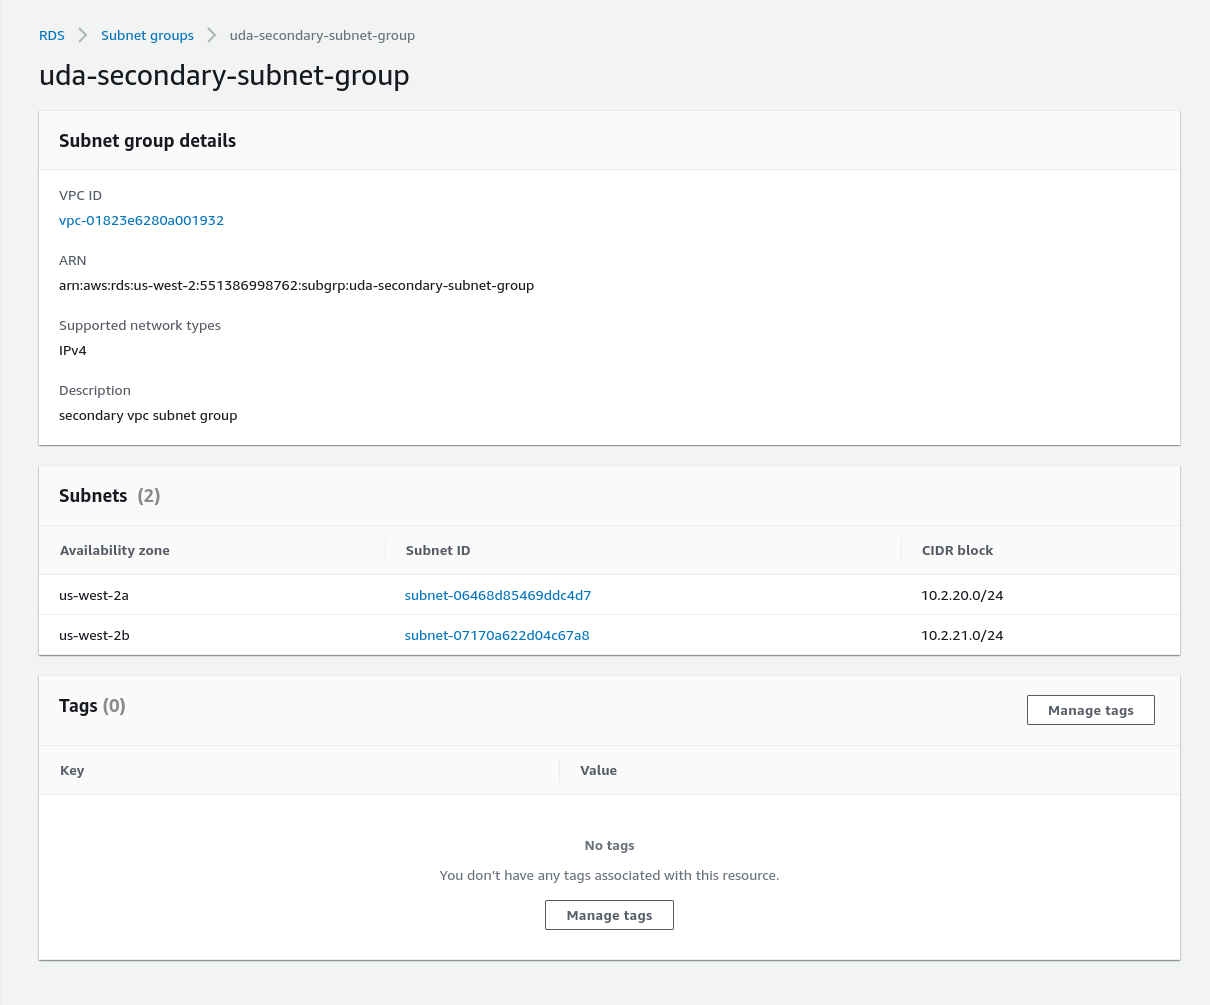 RDS > Subnet groups > uda-secondary-subnet-group
uda-secondary-subnet-group
Subnet group details
VPC ID
vpc-01823e6280a001932
ARN
arn:aws:rds:us-west-2:551386998762:subgrp:uda-secondary-subnet-group
Supported network types
IPv4
Description
secondary vpc subnet group
Subnets (2)
Availability zone Subnet ID CIDR block
us-west-2a subnet-06468d85469ddc4d7 10.2.20.0/24
us-west-2b subnet-07170a622d04c67a8 10.2.21.0/24
Tags (0) Manage tags
Key Value
No tags
You don’t have any tags associated with this resource.
Manage tags